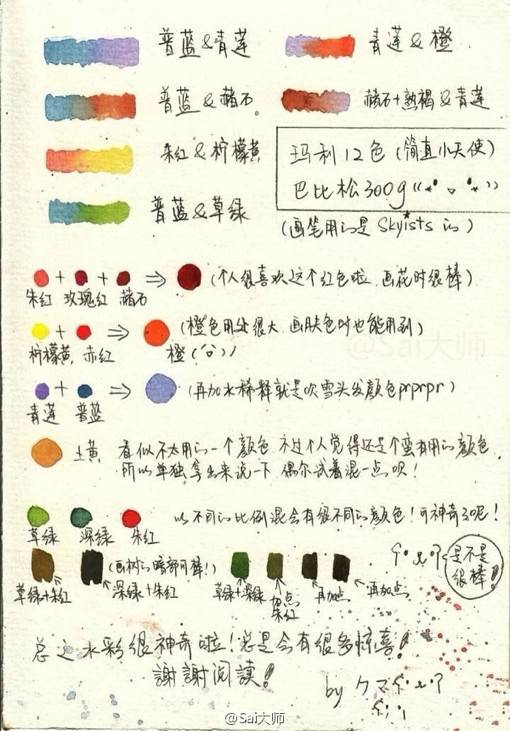 普蓝&青莲
青莲&橙
普蓝&赭石。
赭石+熟褐&青莲
朱红&柠檬黄
玛利12色(简直小天使)
巴比松300g
普蓝&草绿
(画笔用的是Skyists的)
朱红 + 玫瑰红 + 赭石 ⇒ (个人很喜欢这个红色啦 画花时很棒)
柠檬黄 + 赤红 ⇒ 橙 (橙色用处很大 画肤色时也能用到)
青莲 + 普蓝 ⇒ (再加水稀释就是吹雪头发颜色prprpr)
土黄 看似不太用的一个颜色 不过个人觉得还是个蛮有用的颜色
所以单独拿出来说一下 偶尔试着混一点呗!
草绿 深绿 朱红 以不同的比例混会有很不同的颜色!可神奇了呢!
(画树的暗部可棒!)
是不是很棒!
草绿+朱红 深绿+朱红 草绿+深绿 加点朱红 再加点 再加点
总之水彩很神奇啦!总是会有很多惊喜!
謝謝阅读!
by クマ
@Sai大师
@Sai大师